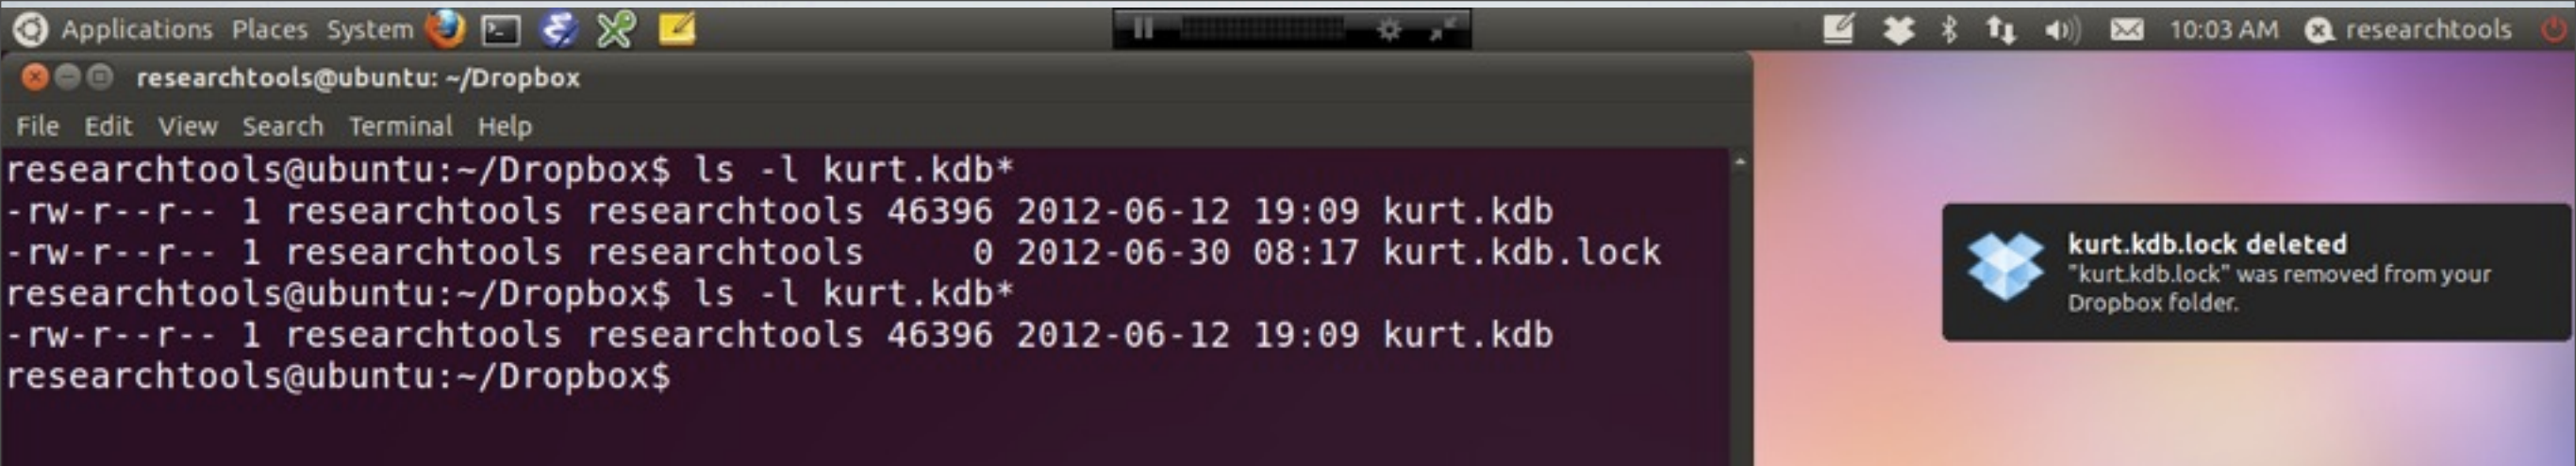 Applications Places System 10:03 AM researchtools
researchtools@ubuntu: ~/Dropbox
File Edit View Search Terminal Help
researchtools@ubuntu:~/Dropbox$ ls -l kurt.kdb*
-rw-r--r-- 1 researchtools researchtools 46396 2012-06-12 19:09 kurt.kdb
-rw-r--r-- 1 researchtools researchtools     0 2012-06-30 08:17 kurt.kdb.lock
researchtools@ubuntu:~/Dropbox$ ls -l kurt.kdb*
-rw-r--r-- 1 researchtools researchtools 46396 2012-06-12 19:09 kurt.kdb
researchtools@ubuntu:~/Dropbox$
kurt.kdb.lock deleted
"kurt.kdb.lock" was removed from your
Dropbox folder.